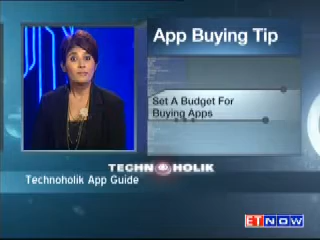 App Buying Tip
Set A Budget For
Buying Apps
TECHNOHOLIK
Technoholik App Guide
ET NOW